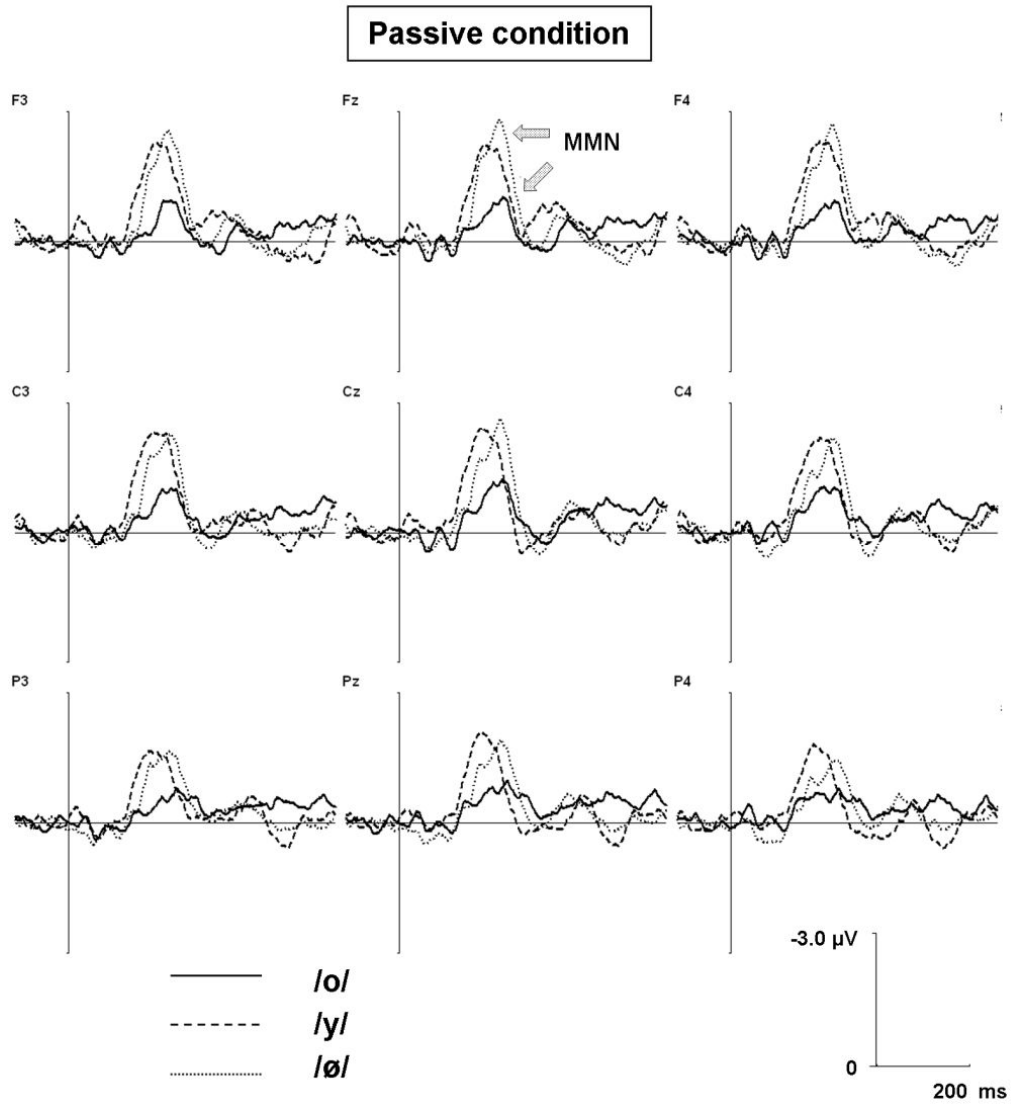 Passive condition
F3
Fz
F4
MMN
C3
Cz
C4
P3
Pz
P4
-3.0 µV
0
200 ms
/o/
/y/
/ø/